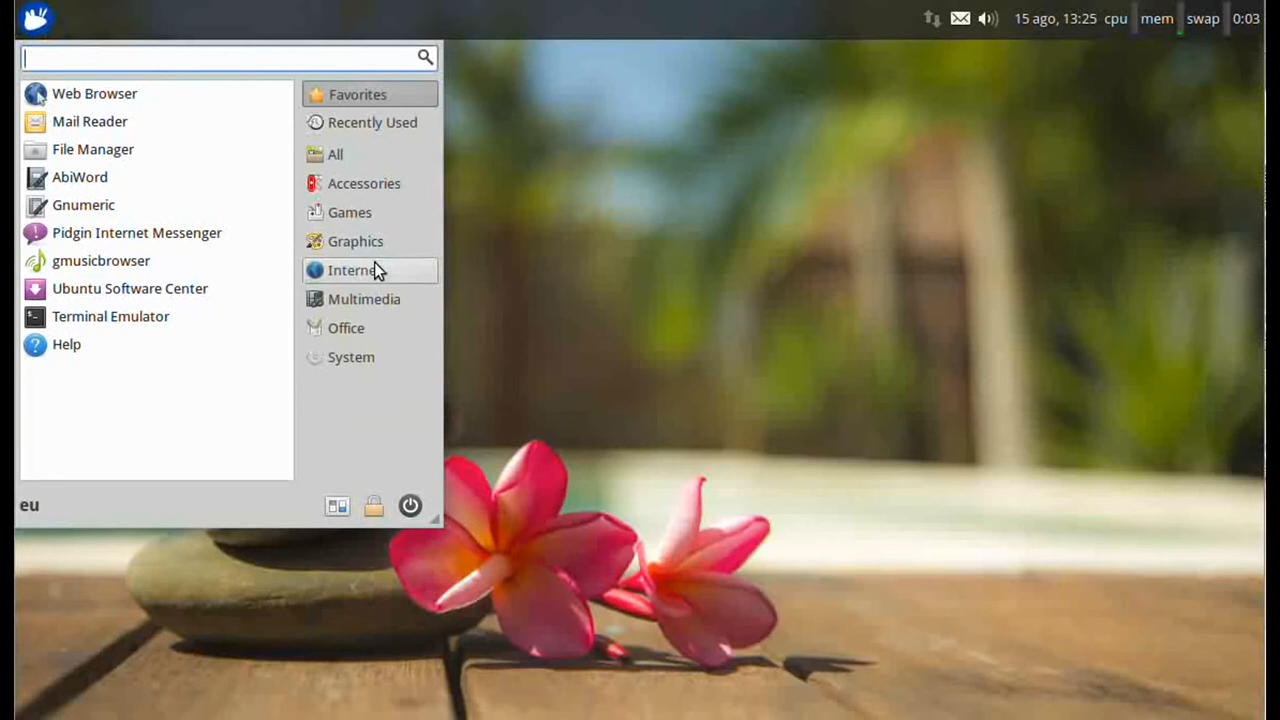 15 ago, 13:25 cpu mem swap 0:03
Web Browser
Mail Reader
File Manager
AbiWord
Gnumeric
Pidgin Internet Messenger
gmusicbrowser
Ubuntu Software Center
Terminal Emulator
Help
Favorites
Recently Used
All
Accessories
Games
Graphics
Interne
Multimedia
Office
System
eu